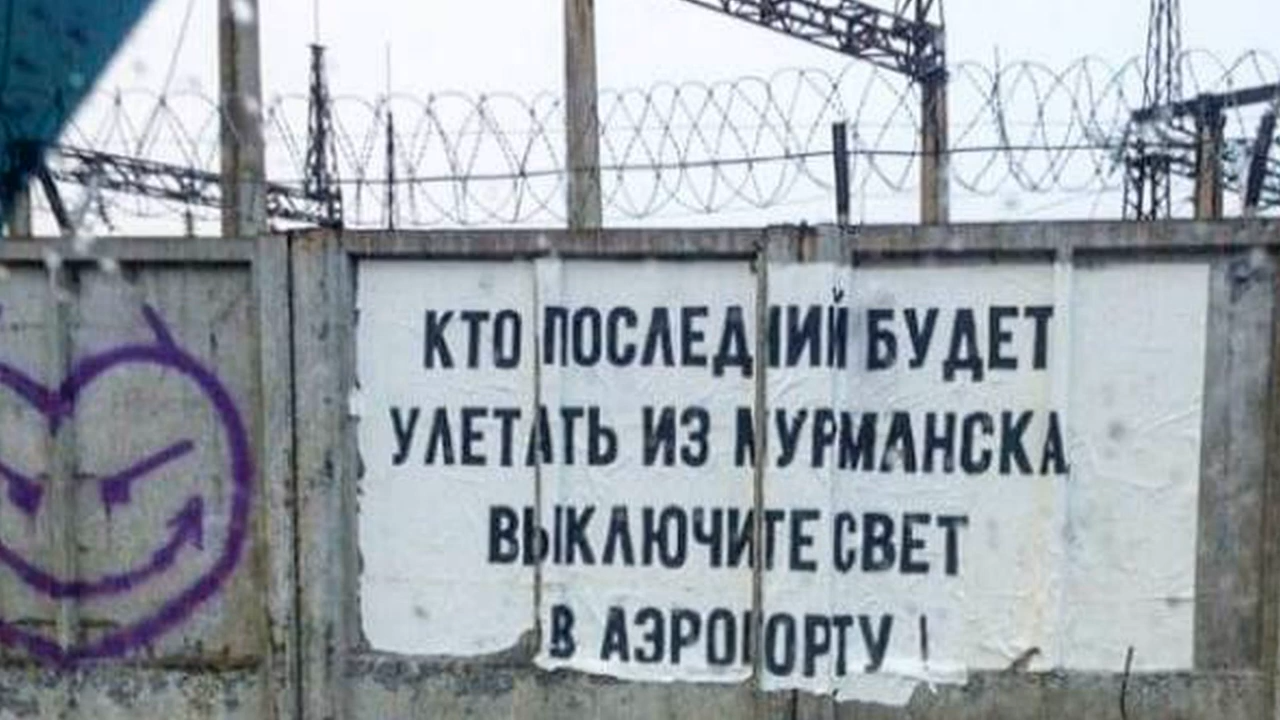 КТО ПОСЛЕДНИЙ БУДЕТ
УЛЕТАТЬ ИЗ МУРМАНСКА
ВЫКЛЮЧИТЕ СВЕТ
В АЭРОПОРТУ !